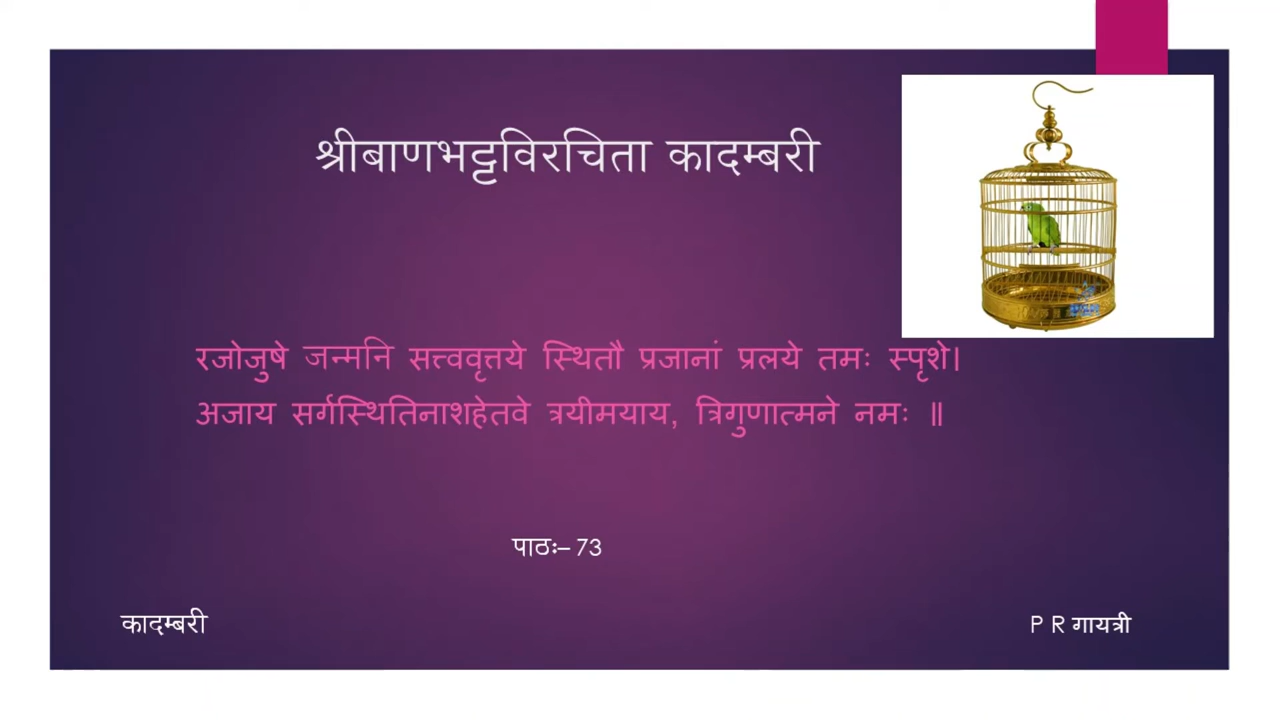 श्रीबाणभट्टविरचिता कादम्बरी
रजोजुषे जन्मनि सत्त्ववृत्तये स्थितौ प्रजानां प्रलये तमः स्पृशे।
अजाय सर्गस्थितिनाशहेतवे त्रयीमयाय, त्रिगुणात्मने नमः ॥
पाठः– 73
कादम्बरी
P R गायत्री